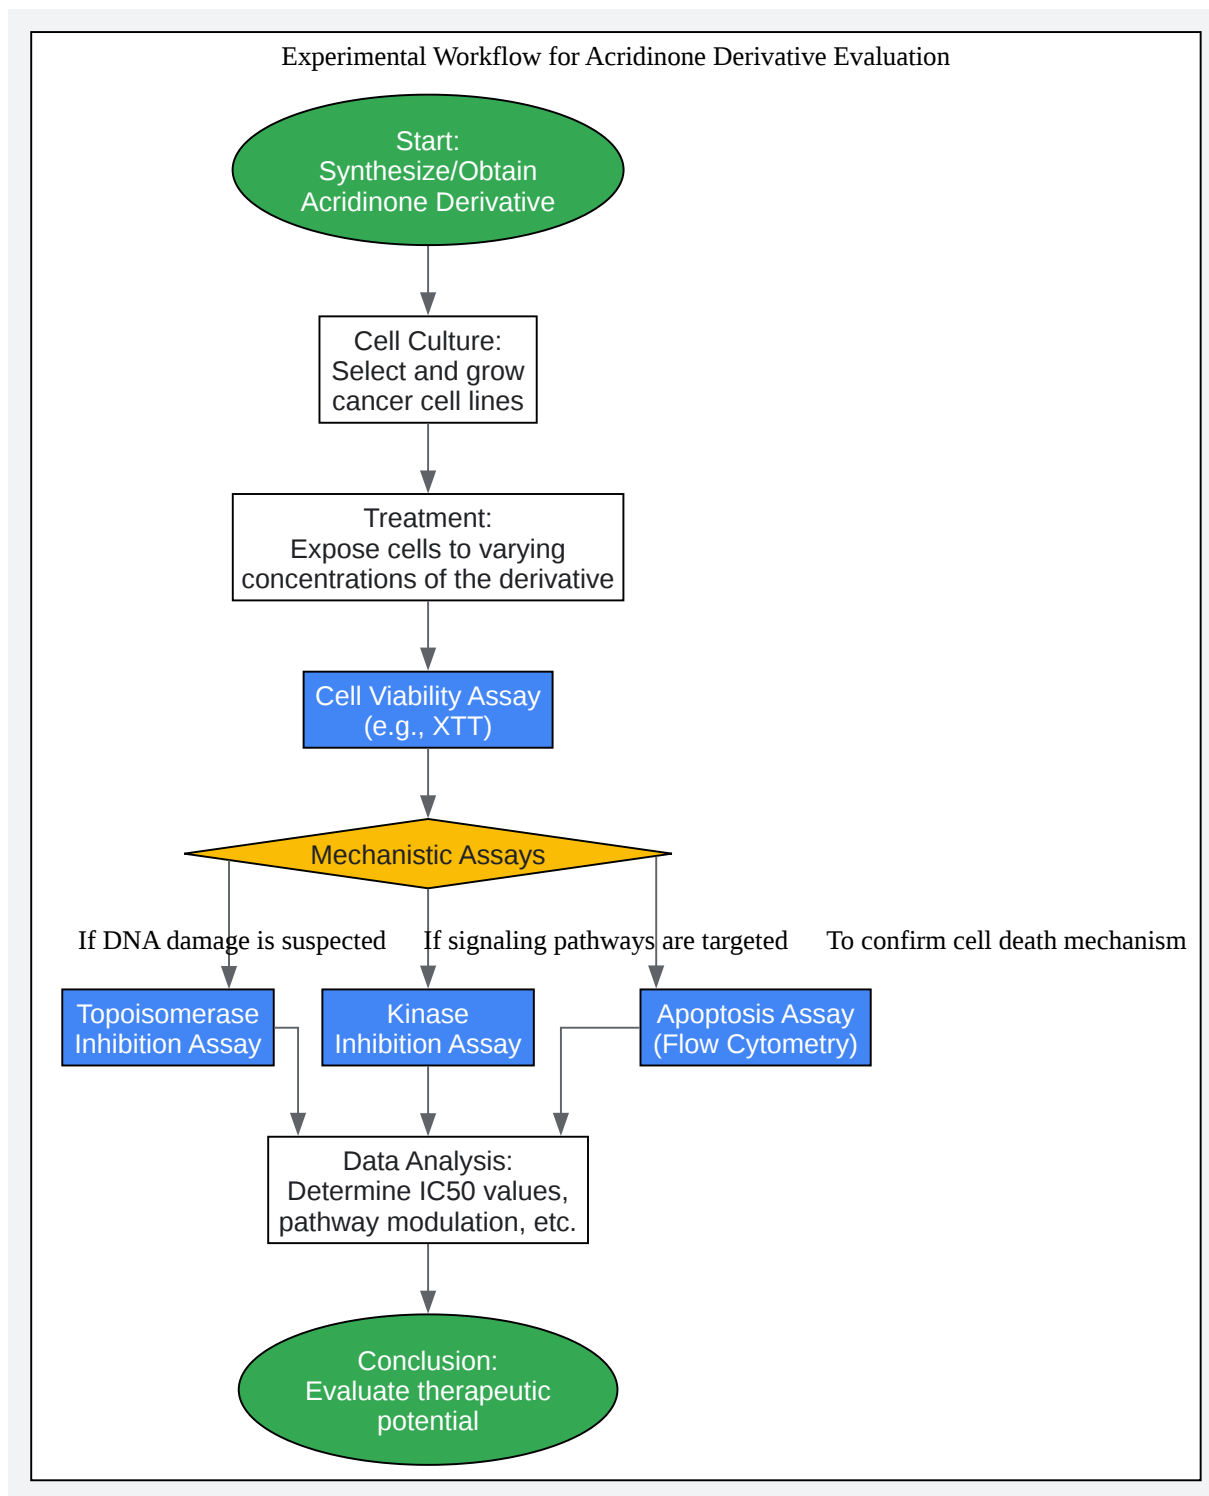 Experimental Workflow for Acridinone Derivative Evaluation
Start:
Synthesize/Obtain
Acridinone Derivative
Cell Culture:
Select and grow
cancer cell lines
Treatment:
Expose cells to varying
concentrations of the derivative
Cell Viability Assay
(e.g., XTT)
Mechanistic Assays
If DNA damage is suspected
If signaling pathways are targeted
To confirm cell death mechanism
Topoisomerase
Inhibition Assay
Kinase
Inhibition Assay
Apoptosis Assay
(Flow Cytometry)
Data Analysis:
Determine IC50 values,
pathway modulation, etc.
Conclusion:
Evaluate therapeutic
potential